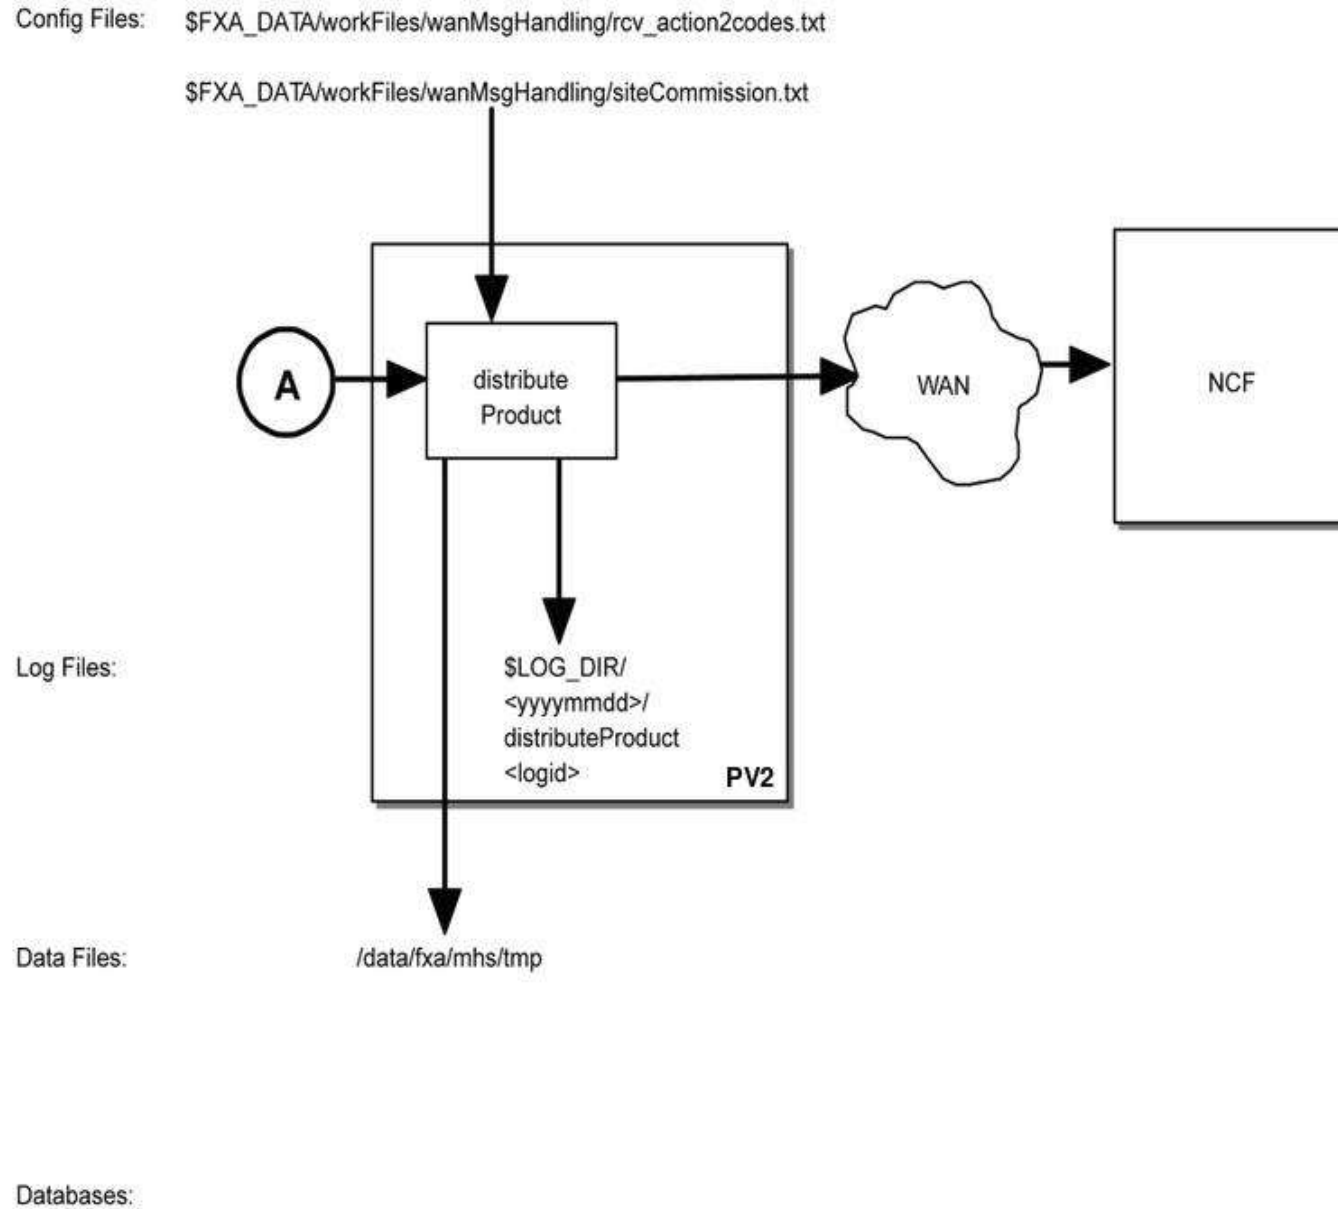 Config Files: $FXA_DATA/workFiles/wanMsgHandling/rcv_action2codes.txt
$FXA_DATA/workFiles/wanMsgHandling/siteCommission.txt
A
distribute
Product
WAN
NCF
Log Files:
$LOG_DIR/
<yyyymmdd>/
distributeProduct
<logid>
PV2
Data Files:
/data/fxa/mhs/tmp
Databases: